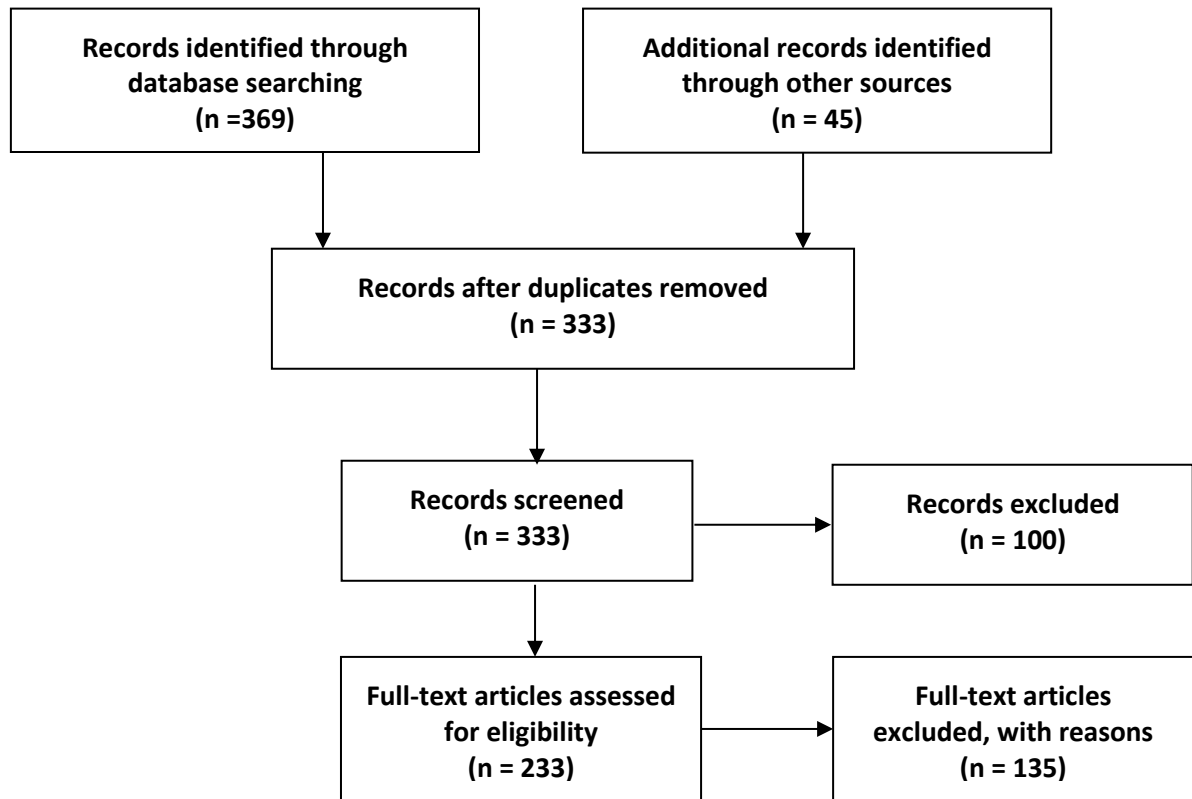 Records identified through
database searching
(n =369)
Additional records identified
through other sources
(n = 45)
Records after duplicates removed
(n = 333)
Records screened
(n = 333)
Records excluded
(n = 100)
Full-text articles assessed
for eligibility
(n = 233)
Full-text articles
excluded, with reasons
(n = 135)